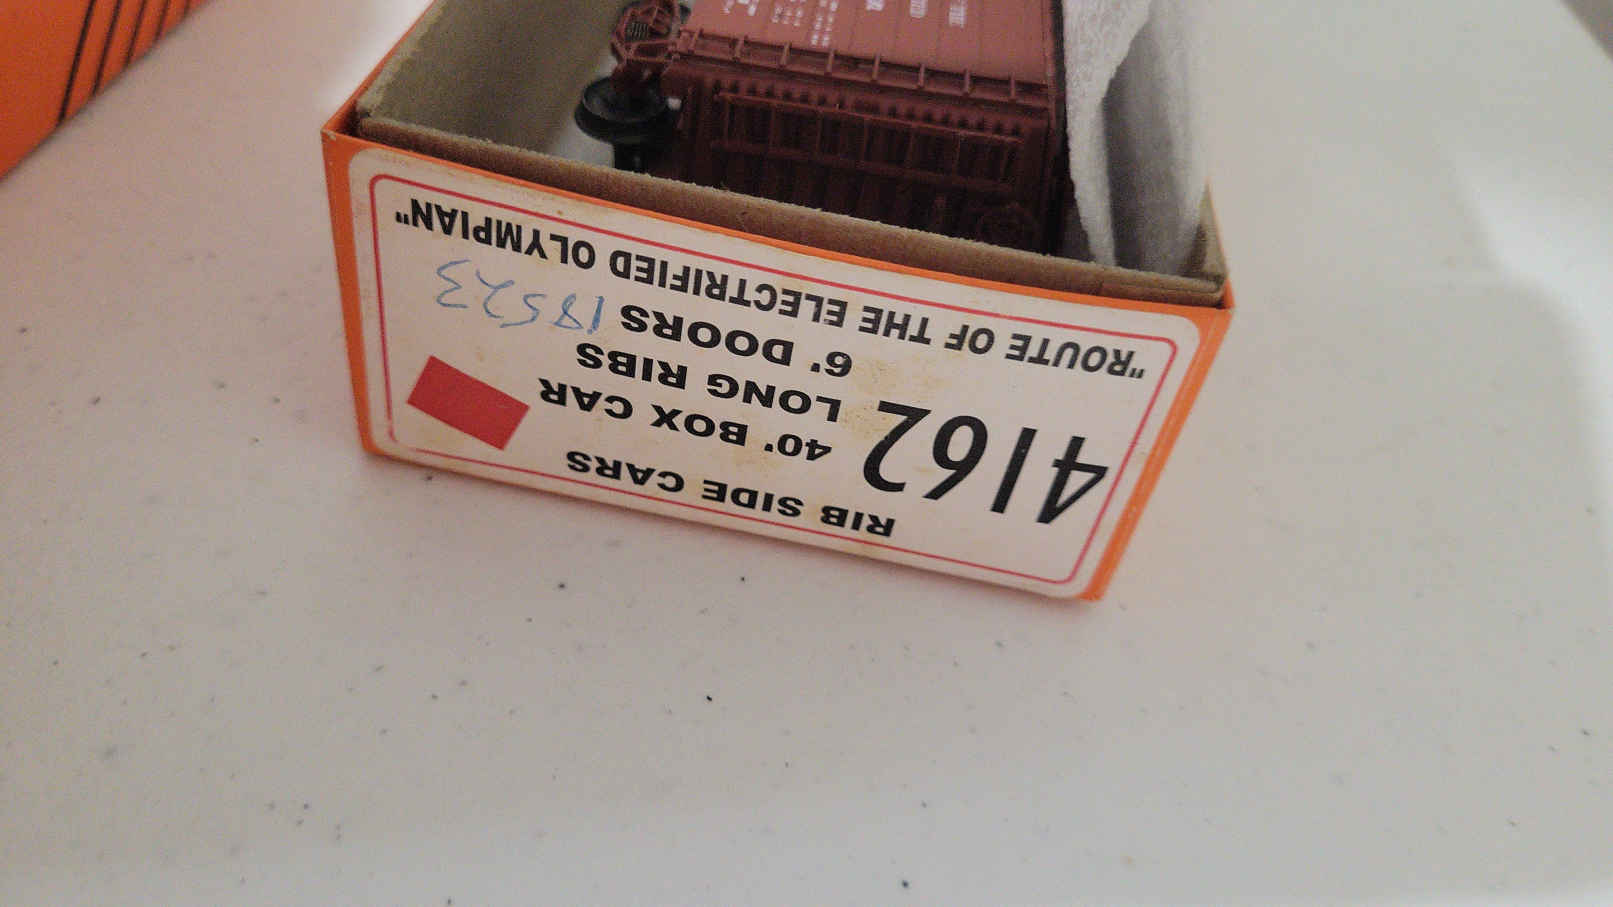 RIB SIDE CARS
4162
40' BOX CAR
LONG RIBS
6' DOORS 18523
"ROUTE OF THE ELECTRIFIED OLYMPIAN"